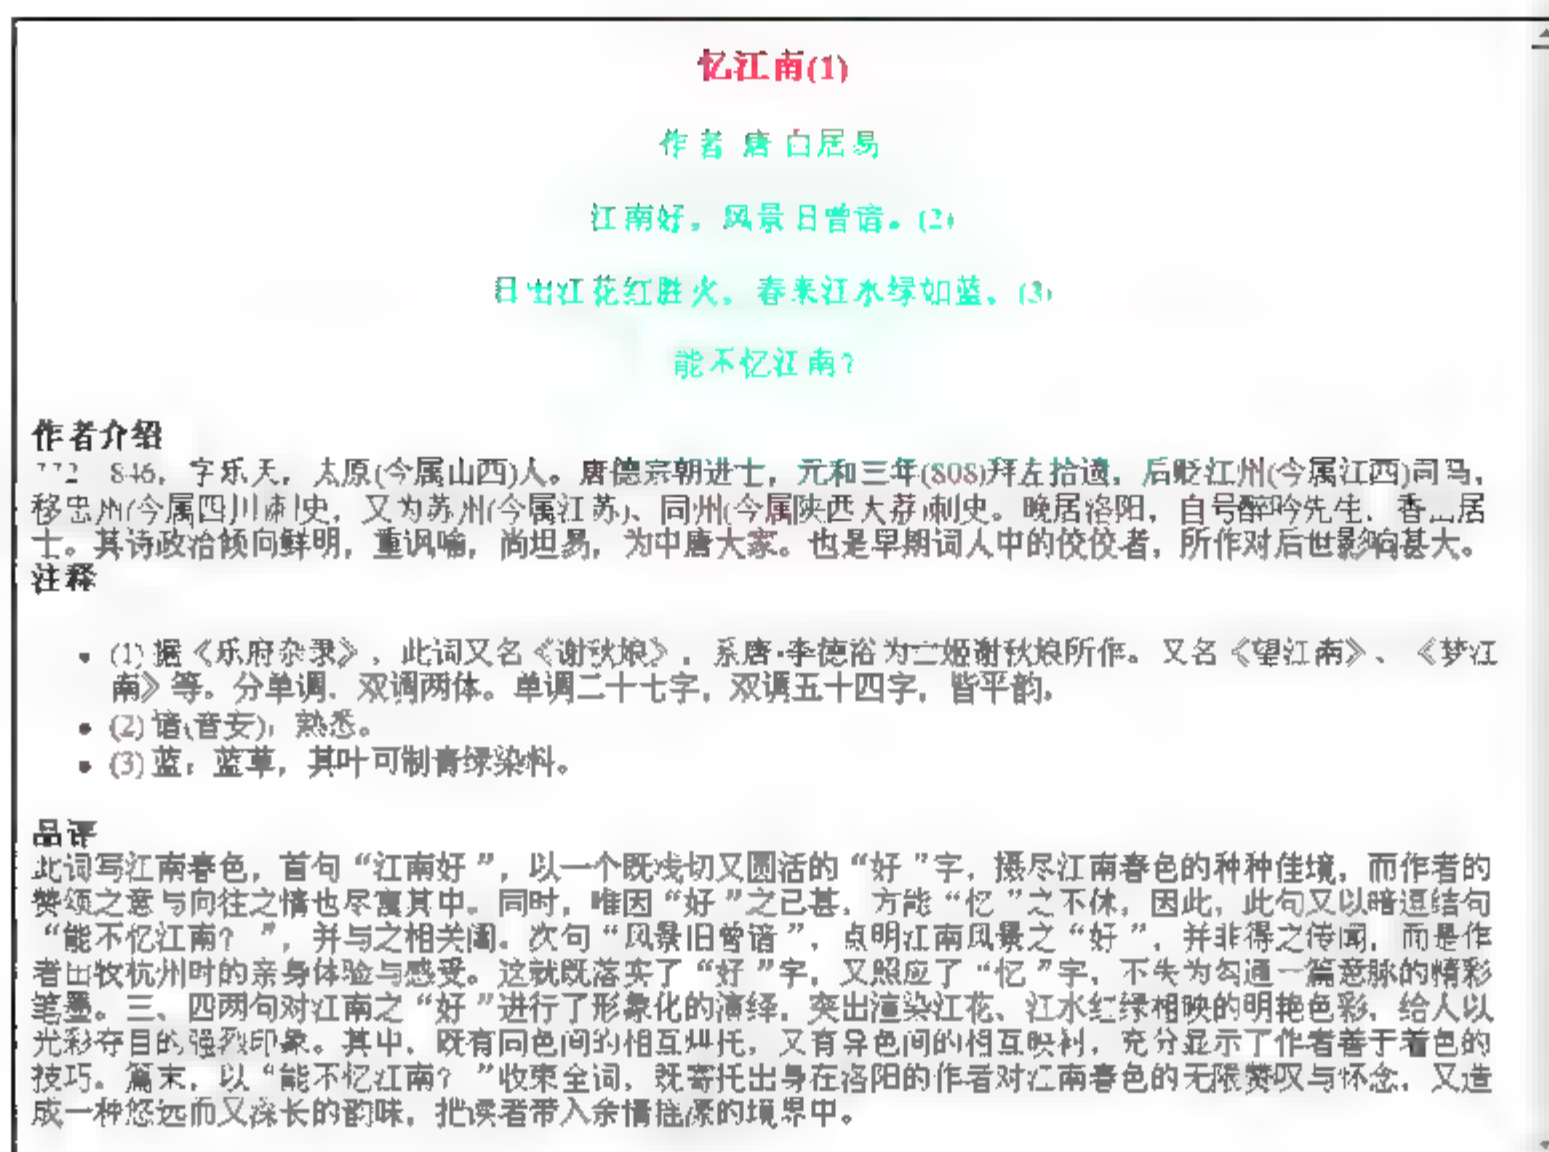 忆江南(1)
作者 唐 白居易
江南好，风景旧曾谙。(2)
日出江花红胜火，春来江水绿如蓝。(3)
能不忆江南？
作者介绍
772 846，字乐天，太原(今属山西)人。唐德宗朝进士，元和三年(808)拜左拾遗，后贬江州(今属江西)司马，
移忠州(今属四川)刺史，又为苏州(今属江苏)、同州(今属陕西大荔)刺史。晚居洛阳，自号醉吟先生、香山居
士。其诗政治倾向鲜明，重讽喻，尚坦易，为中唐大家。也是早期词人中的佼佼者，所作对后世影响甚大。
注释
(1) 据《乐府杂录》，此词又名《谢秋娘》，系唐·李德裕为亡姬谢秋娘所作。又名《望江南》、《梦江
南》等。分单调、双调两体。单调二十七字，双调五十四字，皆平韵。
(2) 谙(音安)：熟悉。
(3) 蓝：蓝草，其叶可制青绿染料。
品评
此词写江南春色，首句“江南好”，以一个既浅切又圆活的“好”字，摄尽江南春色的种种佳境，而作者的
赞颂之意与向往之情也尽寓其中。同时，唯因“好”之已甚，方能“忆”之不休，因此，此句又以暗逗结句
“能不忆江南？”，并与之相关阖。次句“风景旧曾谙”，点明江南风景之“好”，并非得之传闻，而是作
者出牧杭州时的亲身体验与感受。这就既落实了“好”字，又照应了“忆”字，不失为勾通一篇意脉的精彩
笔墨。三、四两句对江南之“好”进行了形象化的演绎，突出渲染江花、江水红绿相映的明艳色彩，给人以
光彩夺目的强烈印象。其中，既有同色间的相互烘托，又有异色间的相互映衬，充分显示了作者善于着色的
技巧。篇末，以“能不忆江南？”收束全词，既寄托出身在洛阳的作者对江南春色的无限赞叹与怀念，又造
成一种悠远而又深长的韵味，把读者带入余情摇漾的境界中。